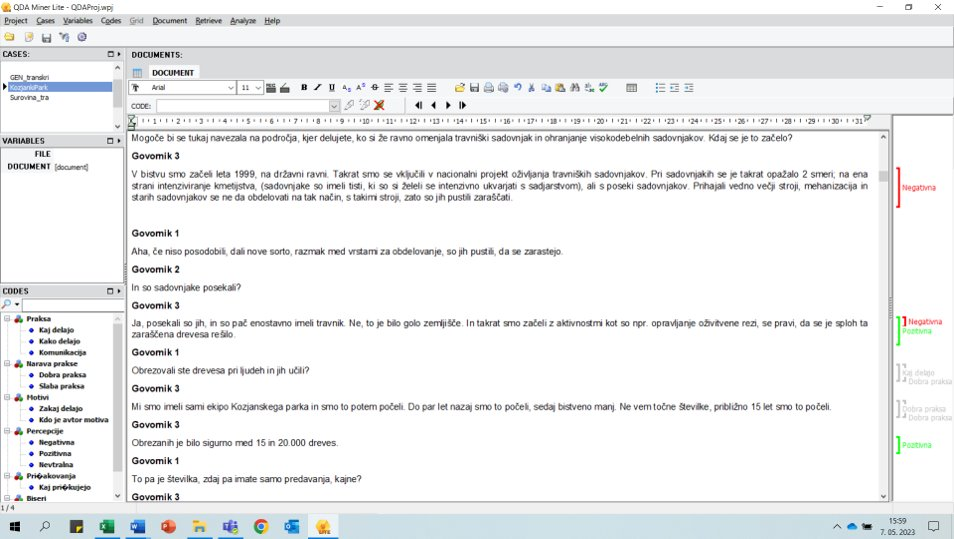 QDA Miner Lite - QDAProj.wpj
Project Cases Variables Codes Grid Document Retrieve Analyze Help
CASES:
GEN_transkri
KozjanskiPark
Surovina_tra
VARIABLES
FILE
DOCUMENT [document]
CODES
Praksa
Kaj delajo
Kako delajo
Komunikacija
Narava prakse
Dobra praksa
Slaba praksa
Motivi
Zakaj delajo
Kdo je avtor motiva
Percepcije
Negativna
Pozitivna
Nevtralna
Pri�akovanja
Kaj pri�kujejo
Biseri
DOCUMENTS:
DOCUMENT
Arial 11
CODE:
Mogoče bi se tukaj navezala na področja, kjer delujete, ko si že ravno omenjala travniški sadovnjak in ohranjanje visokodebelnih sadovnjakov. Kdaj se je to začelo?
Govornik 3
V bistvu smo začeli leta 1999, na državni ravni. Takrat smo se vključili v nacionalni projekt oživljanja travniških sadovnjakov. Pri sadovnjakih se je takrat opažalo 2 smeri; na ena
strani intenziviranje kmetijstva, (sadovnjake so imeli tisti, ki so si želeli se intenzivno ukvarjati s sadjarstvom), ali s poseki sadovnjakov. Prihajali vedno večji stroji, mehanizacija in
starih sadovnjakov se ne da obdelovati na tak način, s takimi stroji, zato so jih pustili zaraščati.
Govornik 1
Aha, če niso posodobili, dali nove sorto, razmak med vrstami za obdelovanje, so jih pustili, da se zarastejo.
Govornik 2
In so sadovnjake posekali?
Govornik 3
Ja, posekali so jih, in so pač enostavno imeli travnik. Ne, to je bilo golo zemljišče. In takrat smo začeli z aktivnostmi kot so npr. opravljanje oživitvene rezi, se pravi, da se je sploh ta
zaraščena drevesa rešilo.
Govornik 1
Obrezovali ste drevesa pri ljudeh in jih učili?
Govornik 3
Mi smo imeli sami ekipo Kozjanskega parka in smo to potem počeli. Do par let nazaj smo to počeli, sedaj bistveno manj. Ne vem točne številke, približno 15 let smo to počeli.
Govornik 3
Obrezanih je bilo sigurno med 15 in 20.000 dreves.
Govornik 1
To pa je številka, zdaj pa imate samo predavanja, kajne?
Govornik 3
Negativna
Negativna
Pozitivna
Kaj delajo
Dobra praksa
Dobra praksa
Dobra praksa
Pozitivna
1 / 4
15:59
7. 05. 2023